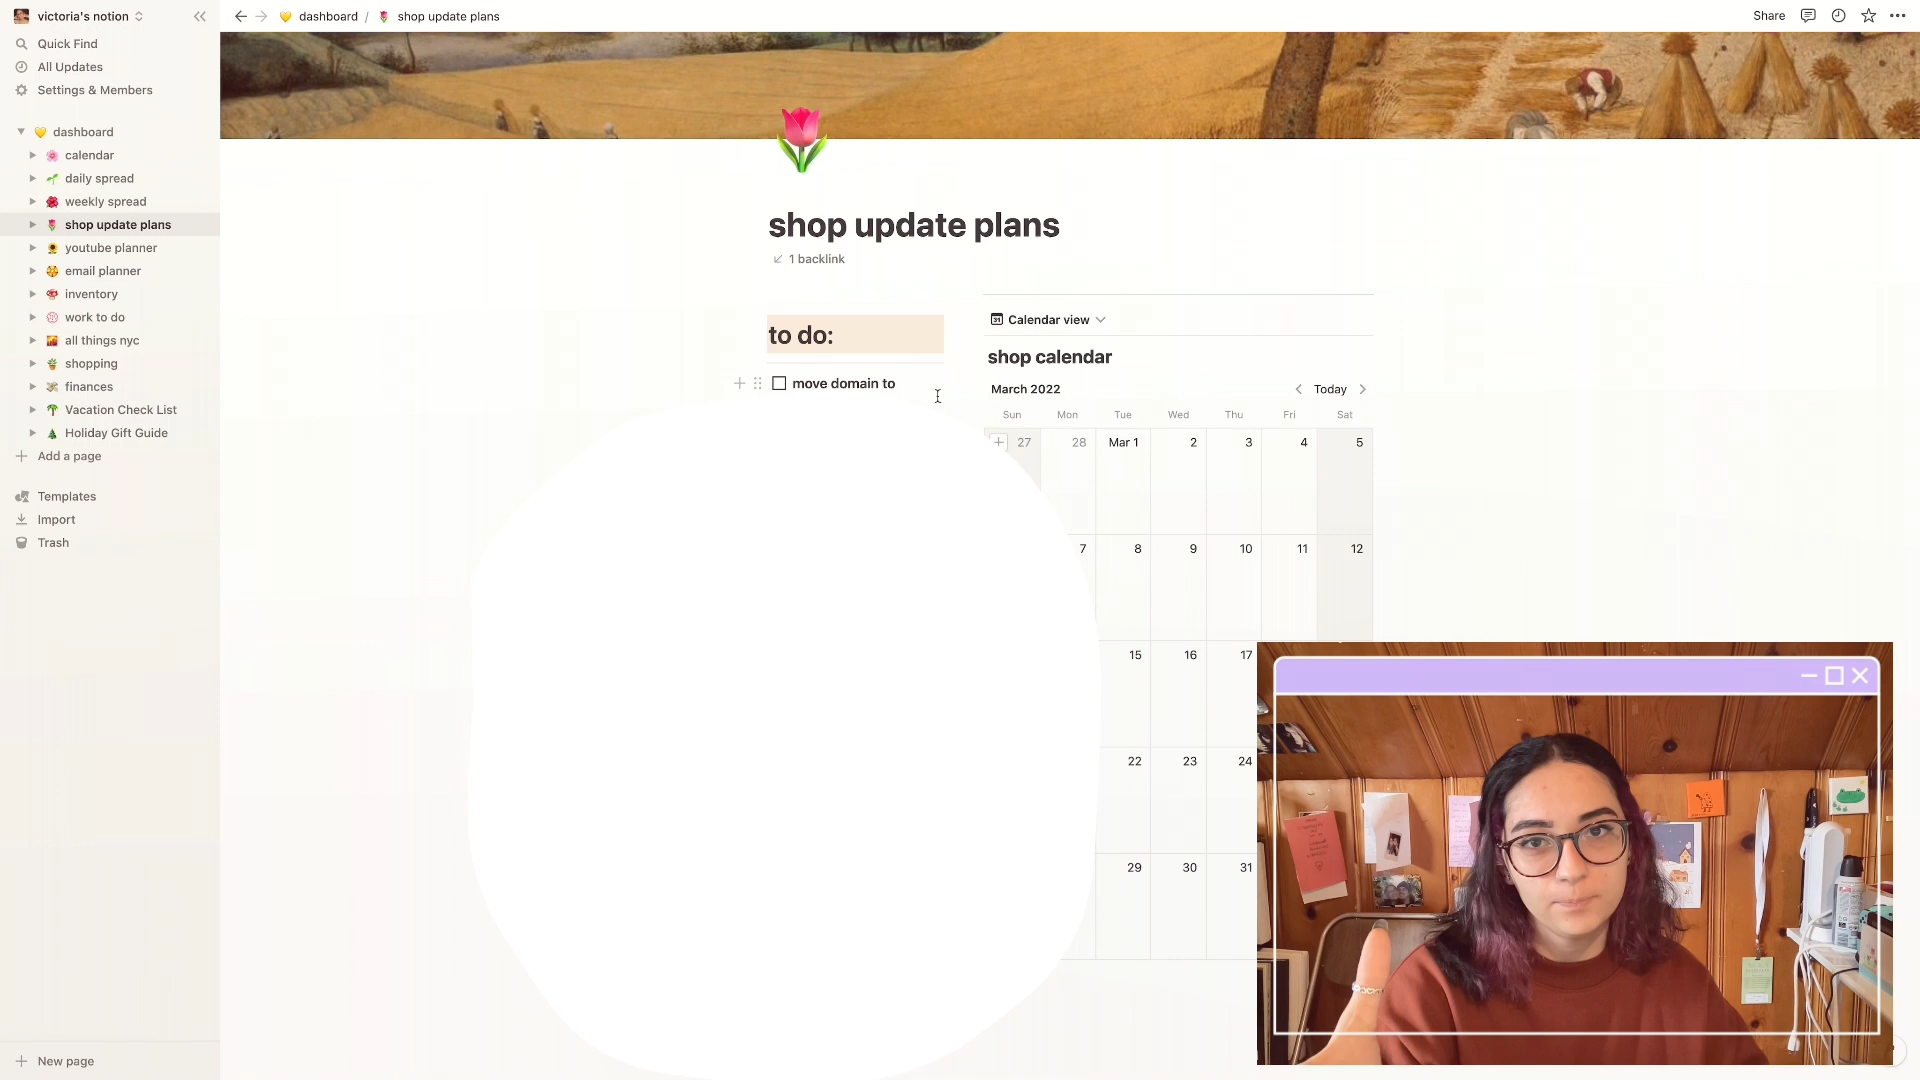 victoria's notion
Quick Find
All Updates
Settings & Members
dashboard
calendar
daily spread
weekly spread
shop update plans
youtube planner
email planner
inventory
work to do
all things nyc
shopping
finances
Vacation Check List
Holiday Gift Guide
Add a page
Templates
Import
Trash
New page
dashboard / shop update plans
Share
shop update plans
1 backlink
to do:
move domain to
Calendar view
shop calendar
March 2022
Today
Sun Mon Tue Wed Thu Fri Sat
27 28 Mar 1 2 3 4 5
7 8 9 10 11 12
15 16 17
22 23 24
29 30 31